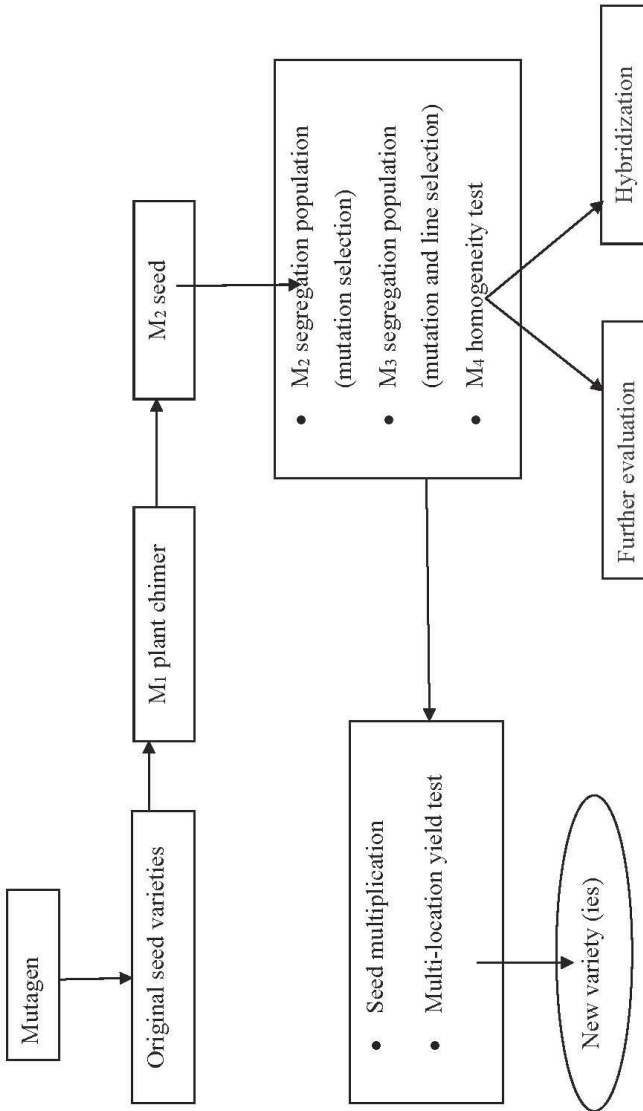 Mutagen
Original seed varieties
M₁ plant chimer
M₂ seed
• M₂ segregation population
(mutation selection)
• M₃ segregation population
(mutation and line selection)
• M₄ homogeneity test
Further evaluation
Hybridization
• Seed multiplication
• Multi-location yield test
New variety (ies)